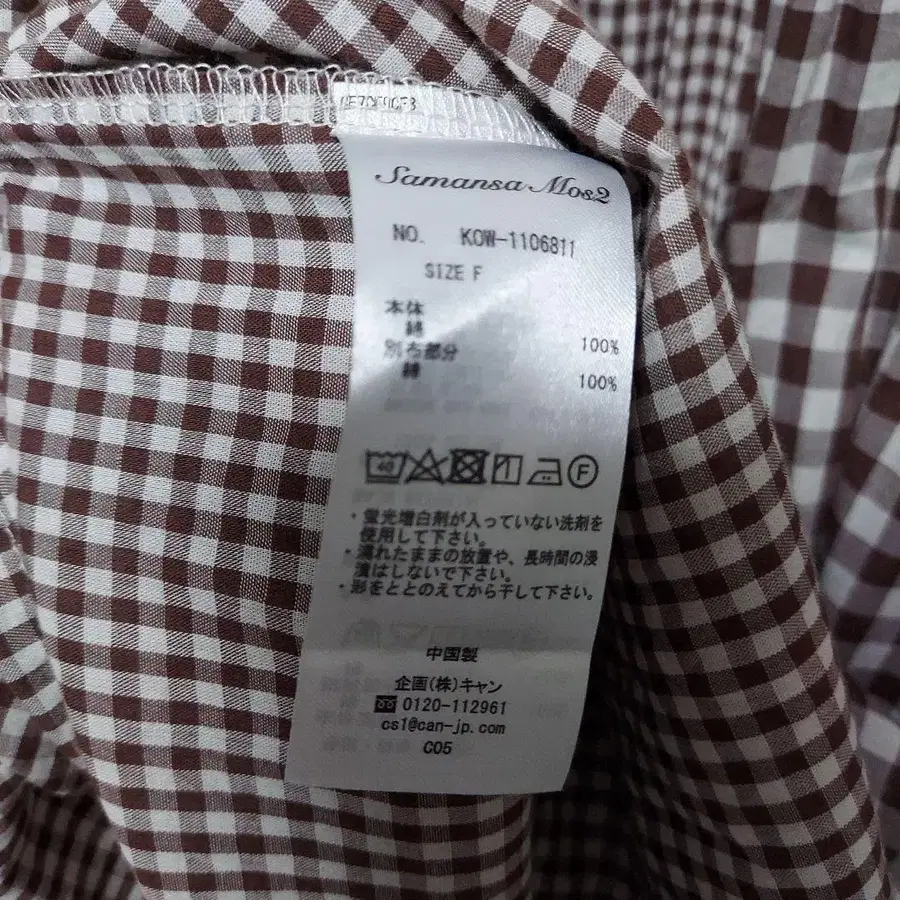 Samansa Mos2
NO. KOW-1106811
SIZE F
本体
綿 100%
別布部分
綿 100%
40
F
・蛍光増白剤が入っていない洗剤を
使用して下さい。
・濡れたままの放置や、長時間の浸
漬はしないで下さい。
・形をととのえてから干して下さい。
中国製
企画(株)キャン
0120-112961
cs1@can-jp.com
C05